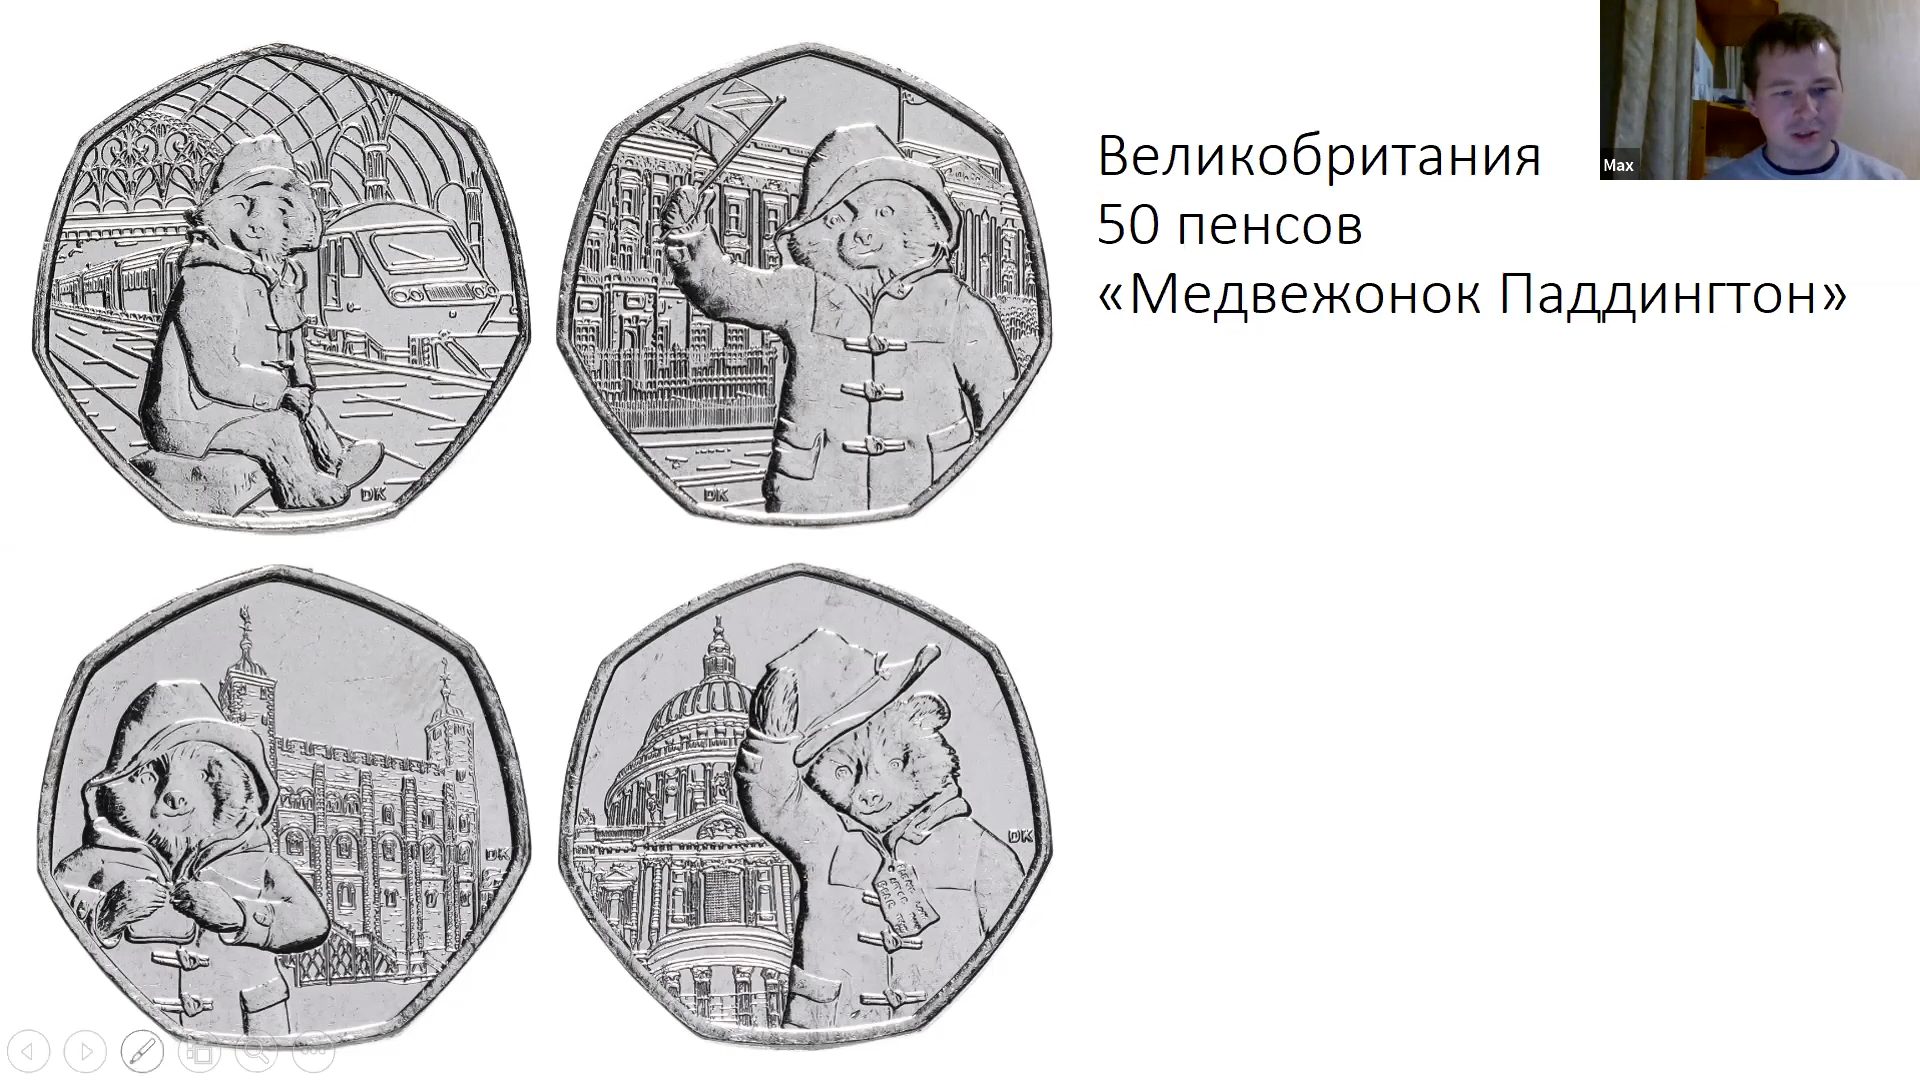 Великобритания
50 пенсов
«Медвежонок Паддингтон»
Max
DK
DK
DK
DK